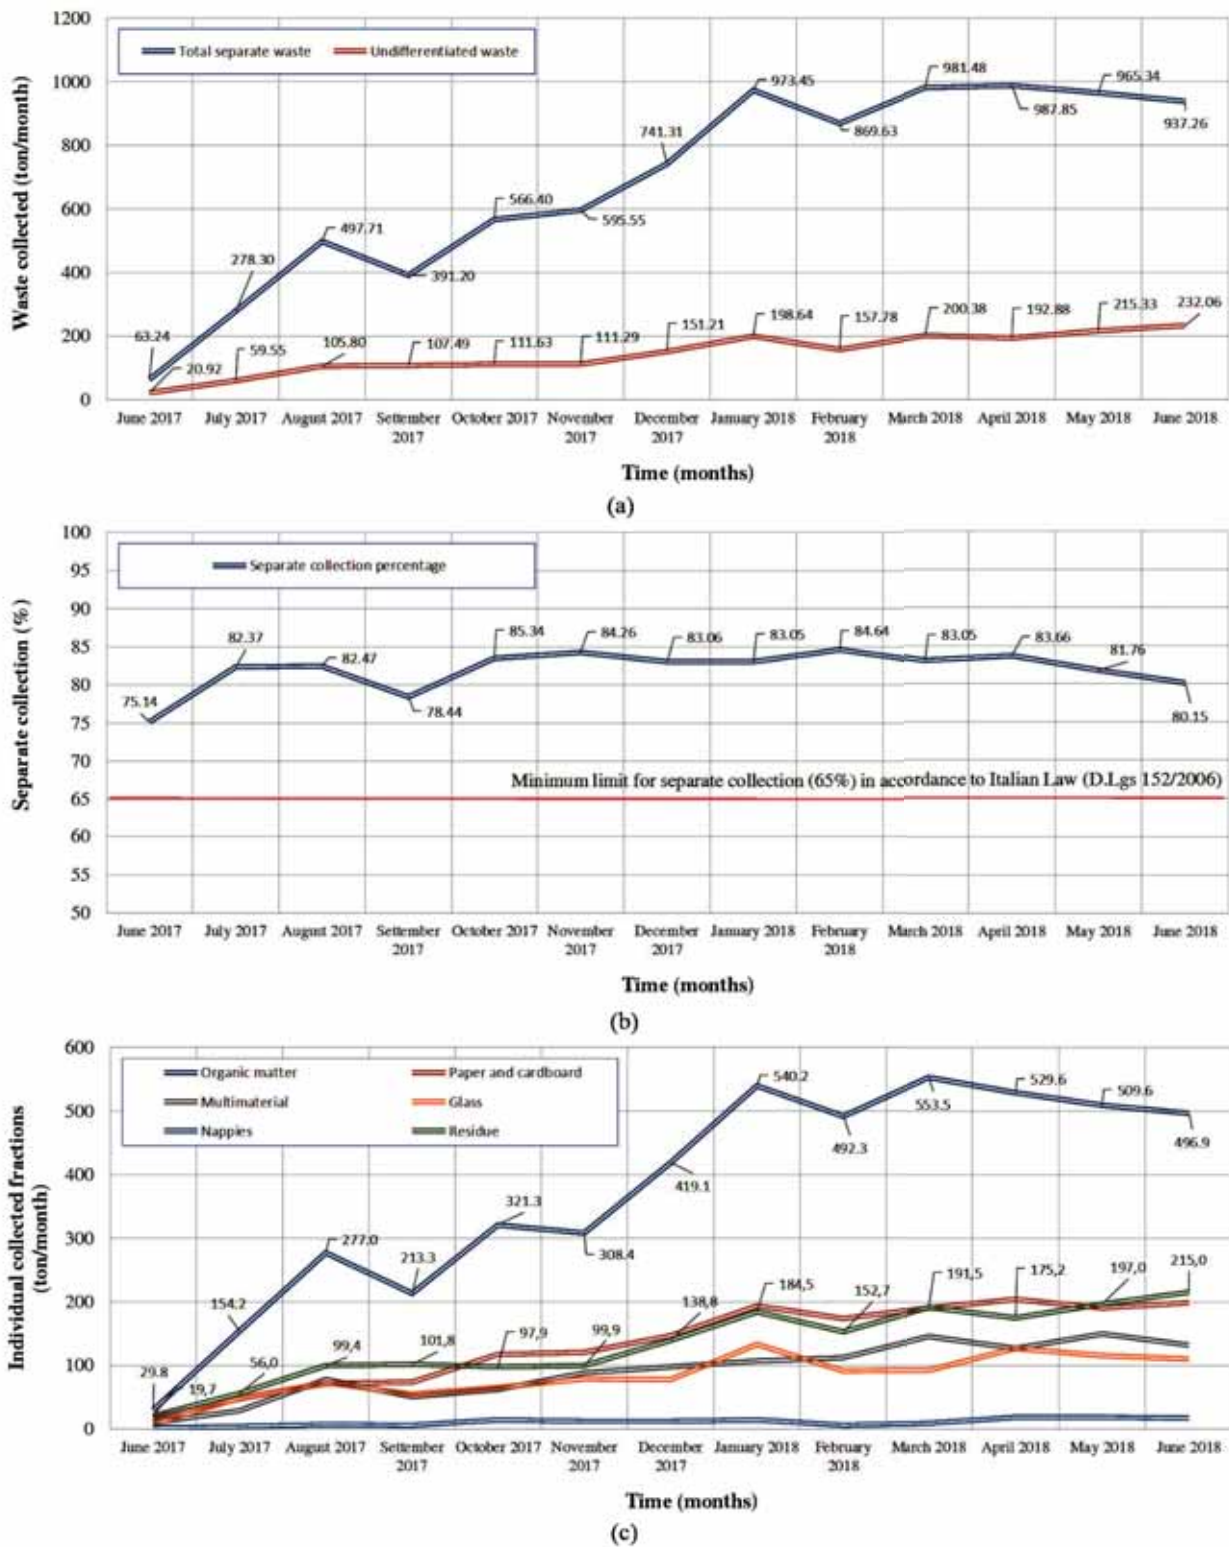 1200
1000
800
600
400
200
0
Waste collected (ton/month)
Total separate waste
Undifferentiated waste
63.24
278.30
497.71
391.20
566.40
595.55
741.31
973.45
869.63
981.48
987.85
965.34
937.26
20.92
59.55
105.80
107.49
111.63
111.29
151.21
198.64
157.78
200.38
192.88
215.33
232.06
June 2017
July 2017
August 2017
Settember
2017
October 2017
November
2017
December
2017
January 2018
February
2018
March 2018
April 2018
May 2018
June 2018
Time (months)
(a)
100
95
90
85
80
75
70
65
60
55
50
Separate collection (%)
Separate collection percentage
75.14
82.37
82.47
78.44
85.34
84.26
83.06
83.05
84.64
83.05
83.66
81.76
80.15
Minimum limit for separate collection (65%) in accordance to Italian Law (D.Lgs 152/2006)
June 2017
July 2017
August 2017
Settember
2017
October 2017
November
2017
December
2017
January 2018
February
2018
March 2018
April 2018
May 2018
June 2018
Time (months)
(b)
600
500
400
300
200
100
0
Individual collected fractions
(ton/month)
Organic matter
Paper and cardboard
Multimaterial
Glass
Nappies
Residue
29.8
154.2
277.0
213.3
321.3
308.4
419.1
540.2
492.3
553.5
529.6
509.6
496.9
19,7
56,0
99,4
101,8
97,9
99,9
138,8
184,5
152,7
191,5
175,2
197,0
215,0
June 2017
July 2017
August 2017
Settember
2017
October 2017
November
2017
December
2017
January 2018
February
2018
March 2018
April 2018
May 2018
June 2018
Time (months)
(c)